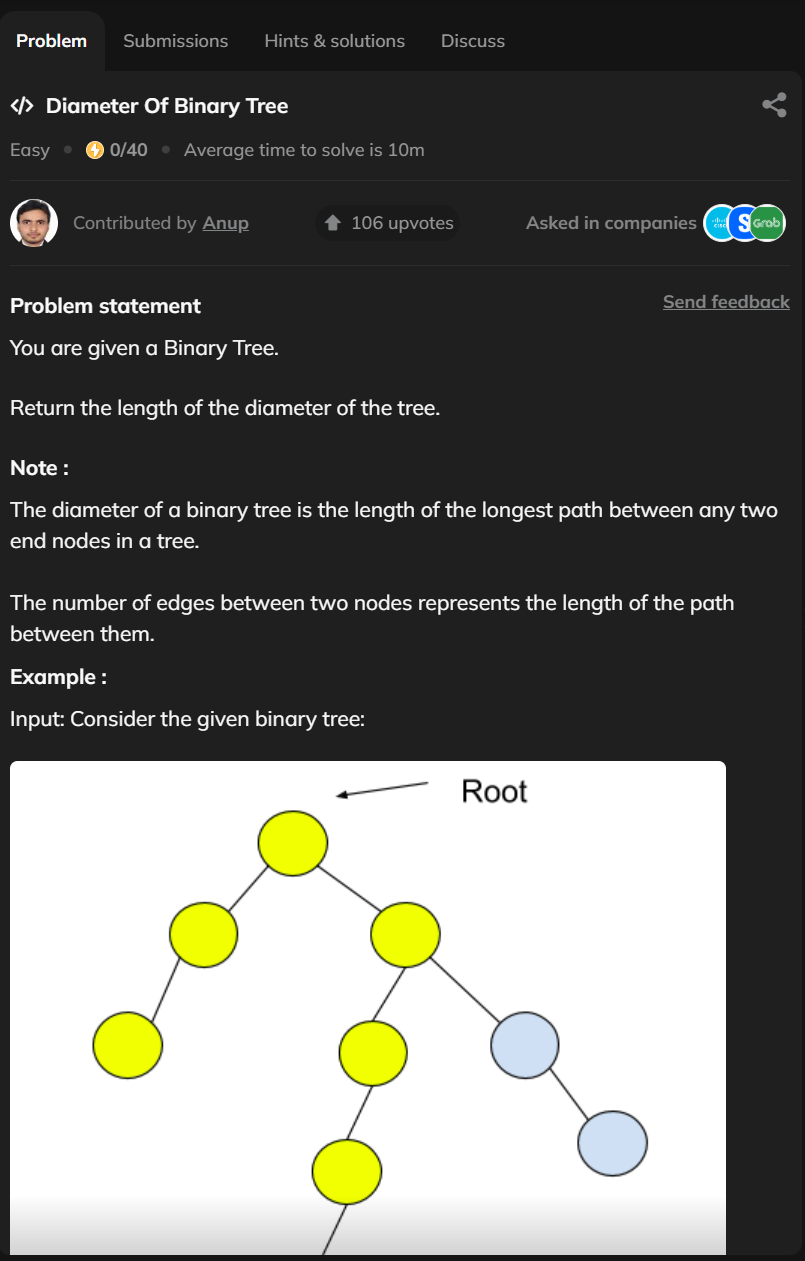 Problem Submissions Hints & solutions Discuss
</> Diameter Of Binary Tree
Easy • 0/40 • Average time to solve is 10m
Contributed by Anup 106 upvotes Asked in companies Grab
Problem statement Send feedback
You are given a Binary Tree.
Return the length of the diameter of the tree.
Note :
The diameter of a binary tree is the length of the longest path between any two
end nodes in a tree.
The number of edges between two nodes represents the length of the path
between them.
Example :
Input: Consider the given binary tree:
Root